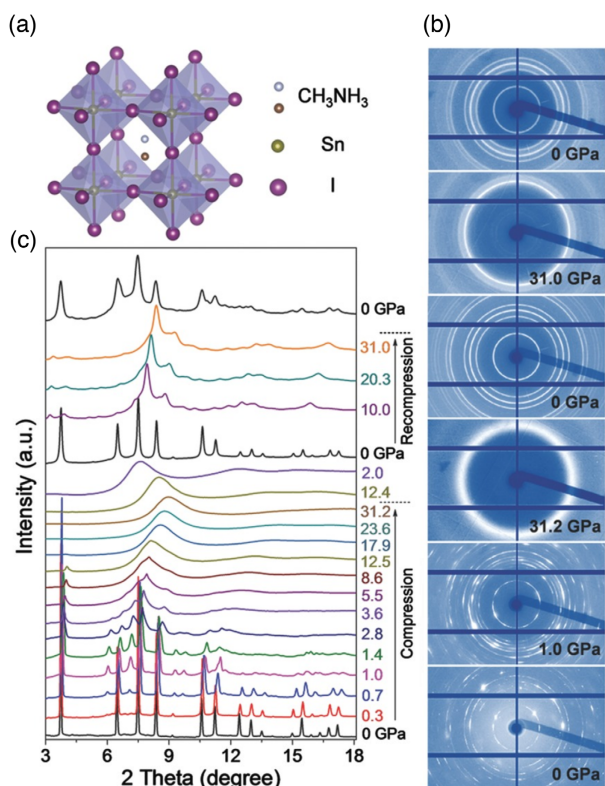 (a)
CH₃NH₃
Sn
I
(b)
0 GPa
31.0 GPa
0 GPa
31.2 GPa
1.0 GPa
0 GPa
(c)
0 GPa
31.0
20.3
10.0
0 GPa
2.0
12.4
31.2
23.6
17.9
12.5
8.6
5.5
3.6
2.8
1.4
1.0
0.7
0.3
0 GPa
Recompression
Compression
Intensity (a.u.)
3 6 9 12 15 18
2 Theta (degree)